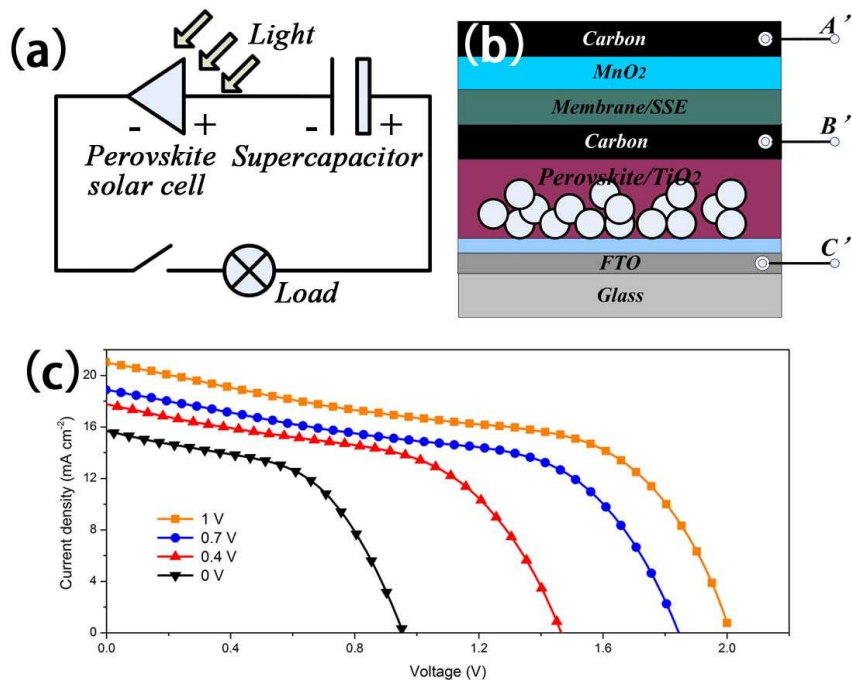 (a)
Light
- +
- +
Perovskite
solar cell
Supercapacitor
Load
(b)
Carbon
A’
MnO2
Membrane/SSE
Carbon
B’
Perovskite/TiO2
C’
FTO
Glass
(c)
Current density (mA cm-2)
20
16
12
8
4
0
1 V
0.7 V
0.4 V
0 V
0.0 0.4 0.8 1.2 1.6 2.0
Voltage (V)